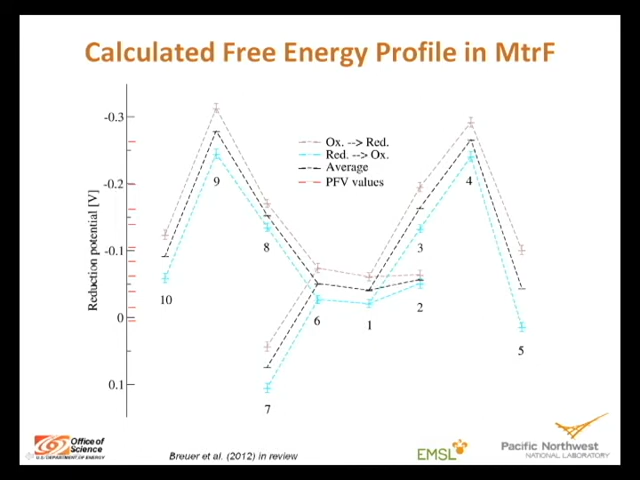 Calculated Free Energy Profile in MtrF
-0.3
-0.2
-0.1
0
0.1
Reduction potential [V]
Ox. --> Red.
Red. --> Ox.
Average
PFV values
9
4
8
3
10
2
6
1
5
7
Office of
Science
U.S. DEPARTMENT OF ENERGY
Breuer et al. (2012) in review
EMSL
Pacific Northwest
NATIONAL LABORATORY